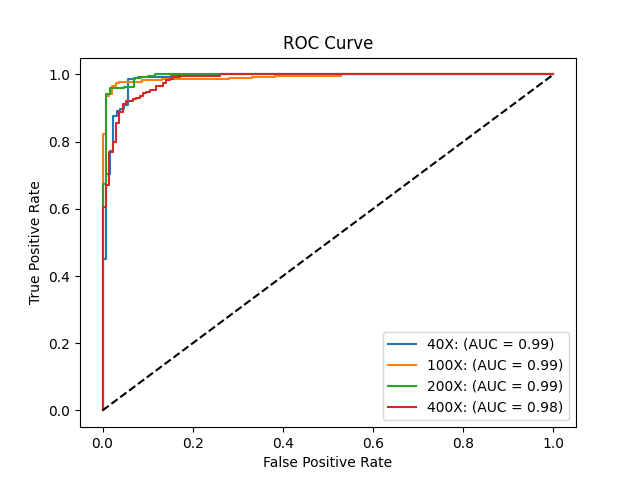 ROC Curve
True Positive Rate
1.0
0.8
0.6
0.4
0.2
0.0
40X: (AUC = 0.99)
100X: (AUC = 0.99)
200X: (AUC = 0.99)
400X: (AUC = 0.98)
0.0 0.2 0.4 0.6 0.8 1.0
False Positive Rate